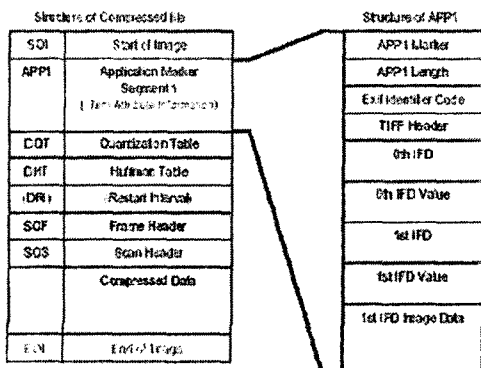 Structure of Compressed file
SOI Start of Image
APP1 Application Marker
Segment 1
Attribute Information)
DQT Quantization Table
DHT Huffman Table
(DRI) (Restart Interval)
SOF Frame Header
SOS Scan Header
Compressed Data
EOI End of Image
Structure of APP1
APP1 Marker
APP1 Length
Exif Identifier Code
TIFF Header
0th IFD
0th IFD Value
1st IFD
1st IFD Value
1st IFD Image Data